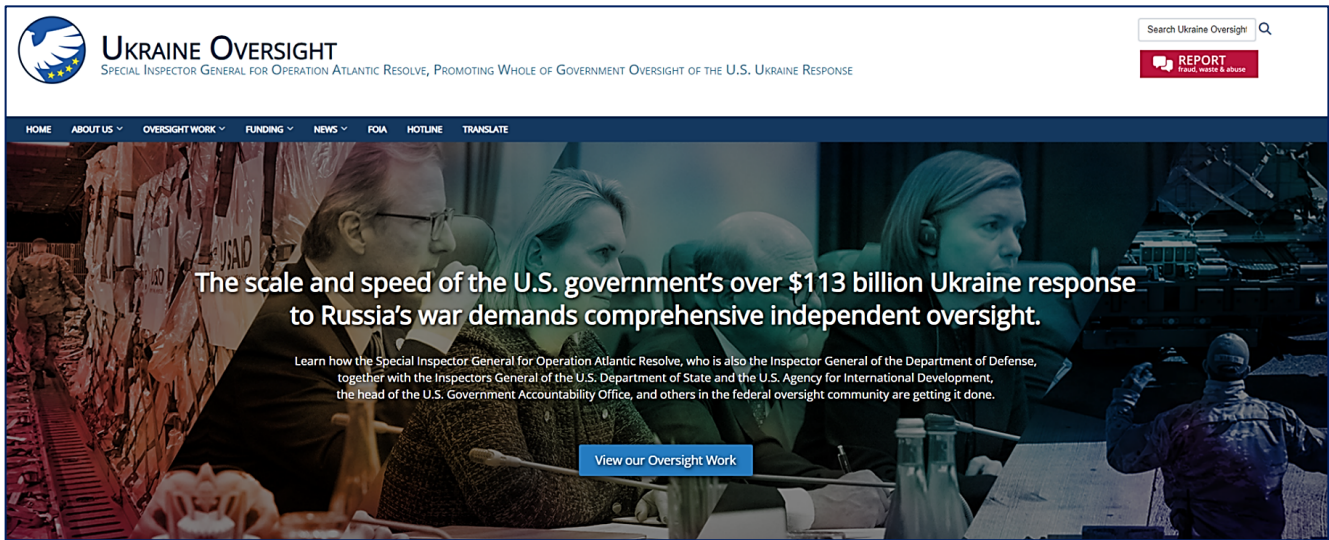 UKRAINE OVERSIGHT
SPECIAL INSPECTOR GENERAL FOR OPERATION ATLANTIC RESOLVE, PROMOTING WHOLE OF GOVERNMENT OVERSIGHT OF THE U.S. UKRAINE RESPONSE
Search Ukraine Oversight
REPORT
fraud, waste & abuse
HOME ABOUT US OVERSIGHT WORK FUNDING NEWS FOIA HOTLINE TRANSLATE
USAID
The scale and speed of the U.S. government’s over $113 billion Ukraine response
to Russia’s war demands comprehensive independent oversight.
Learn how the Special Inspector General for Operation Atlantic Resolve, who is also the Inspector General of the Department of Defense,
together with the Inspectors General of the U.S. Department of State and the U.S. Agency for International Development,
the head of the U.S. Government Accountability Office, and others in the federal oversight community are getting it done.
View our Oversight Work